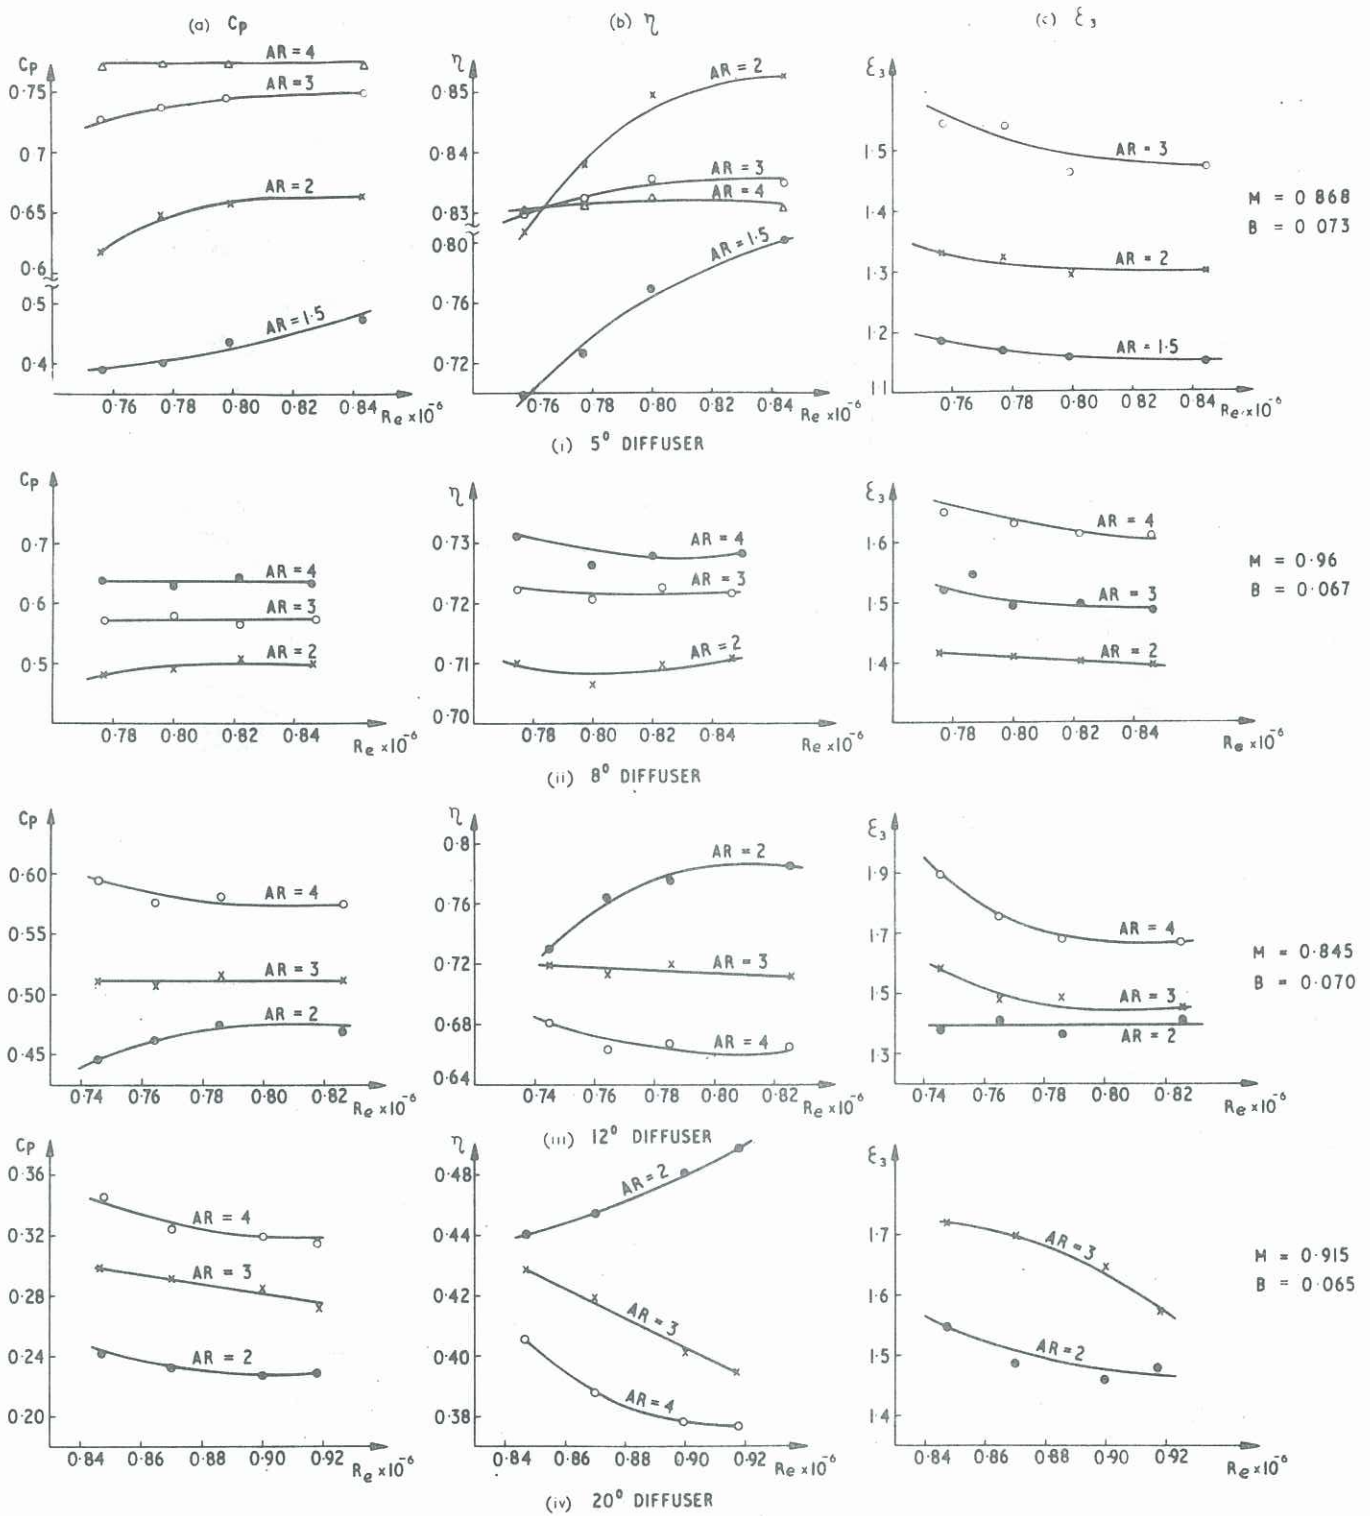 (a) Cp
(b) η
(c) ξ₃
Cp
0·75
0·7
0·65
0·6
0·5
0·4
AR = 4
AR = 3
AR = 2
AR = 1·5
0·76 0·78 0·80 0·82 0·84
Re ×10⁻⁶
η
0·85
0·84
0·83
0·80
0·76
0·72
AR = 2
AR = 3
AR = 4
AR = 1·5
0·76 0·78 0·80 0·82 0·84
Re ×10⁻⁶
ξ₃
1·5
1·4
1·3
1·2
1·1
AR = 3
AR = 2
AR = 1·5
0·76 0·78 0·80 0·82 0·84
Re ×10⁻⁶
M = 0 868
B = 0 073
(i) 5° DIFFUSER
Cp
0·7
0·6
0·5
AR = 4
AR = 3
AR = 2
0·78 0·80 0·82 0·84
Re ×10⁻⁶
η
0·73
0·72
0·71
0·70
AR = 4
AR = 3
AR = 2
0·78 0·80 0·82 0·84
Re ×10⁻⁶
ξ₃
1·6
1·5
1·4
AR = 4
AR = 3
AR = 2
0·78 0·80 0·82 0·84
Re ×10⁻⁶
M = 0·96
B = 0·067
(ii) 8° DIFFUSER
Cp
0·60
0·55
0·50
0·45
AR = 4
AR = 3
AR = 2
0·74 0·76 0·78 0·80 0·82
Re ×10⁻⁶
η
0·8
0·76
0·72
0·68
0·64
AR = 2
AR = 3
AR = 4
0·74 0·76 0·78 0·80 0·82
Re ×10⁻⁶
ξ₃
1·9
1·7
1·5
1·3
AR = 4
AR = 3
AR = 2
0·74 0·76 0·78 0·80 0·82
Re ×10⁻⁶
M = 0·845
B = 0·070
(iii) 12° DIFFUSER
Cp
0·36
0·32
0·28
0·24
0·20
AR = 4
AR = 3
AR = 2
0·84 0·86 0·88 0·90 0·92
Re ×10⁻⁶
η
0·48
0·44
0·42
0·40
0·38
AR = 2
AR = 3
AR = 4
0·84 0·86 0·88 0·90 0·92
Re ×10⁻⁶
ξ₃
1·7
1·6
1·5
1·4
AR = 3
AR = 2
0·84 0·86 0·88 0·90 0·92
Re ×10⁻⁶
M = 0·915
B = 0·065
(iv) 20° DIFFUSER